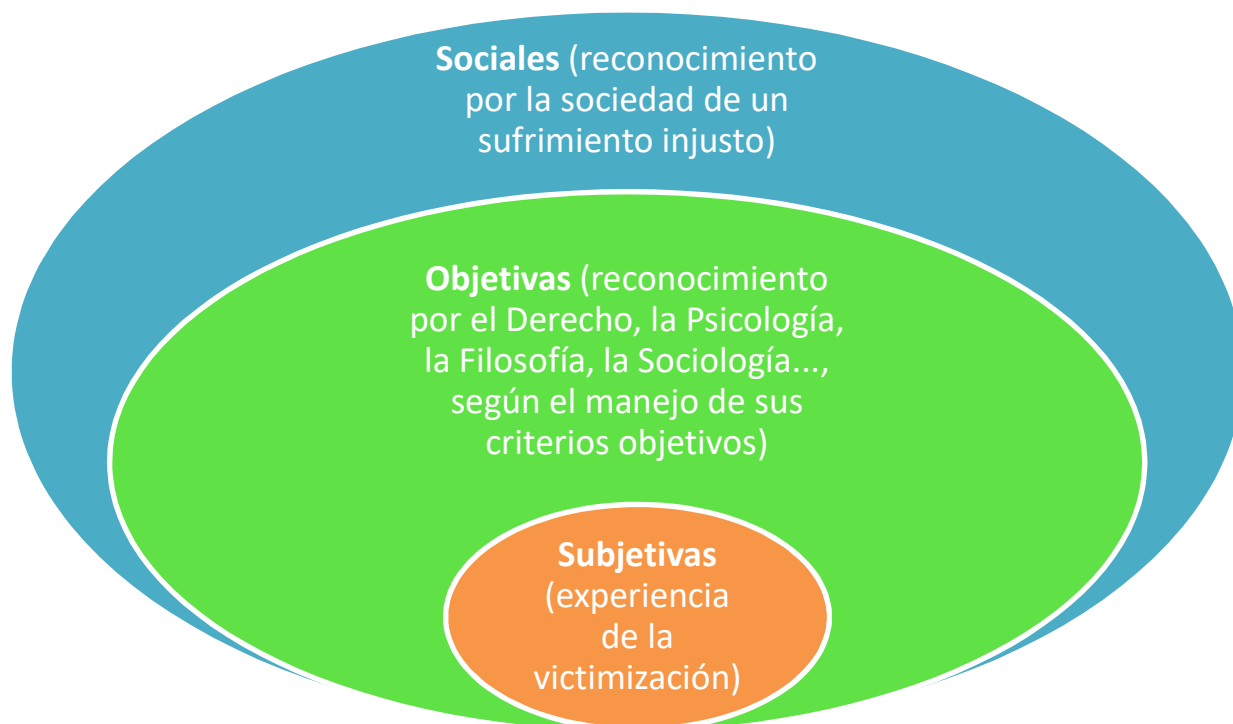 Sociales (reconocimiento
por la sociedad de un
sufrimiento injusto)
Objetivas (reconocimiento
por el Derecho, la Psicología,
la Filosofía, la Sociología...,
según el manejo de sus
criterios objetivos)
Subjetivas
(experiencia
de la
victimización)